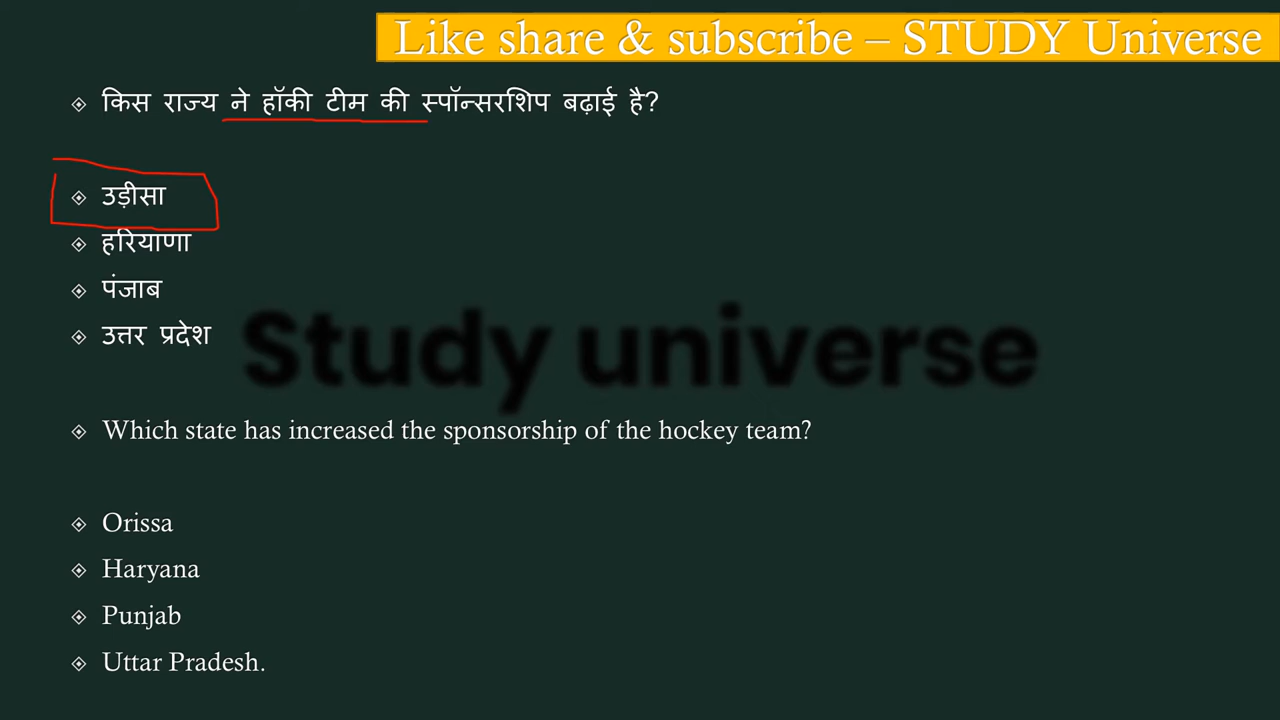 Like share & subscribe – STUDY Universe
किस राज्य ने हॉकी टीम की स्पॉन्सरशिप बढ़ाई है?
उड़ीसा
हरियाणा
पंजाब
उत्तर प्रदेश
Study universe
Which state has increased the sponsorship of the hockey team?
Orissa
Haryana
Punjab
Uttar Pradesh.